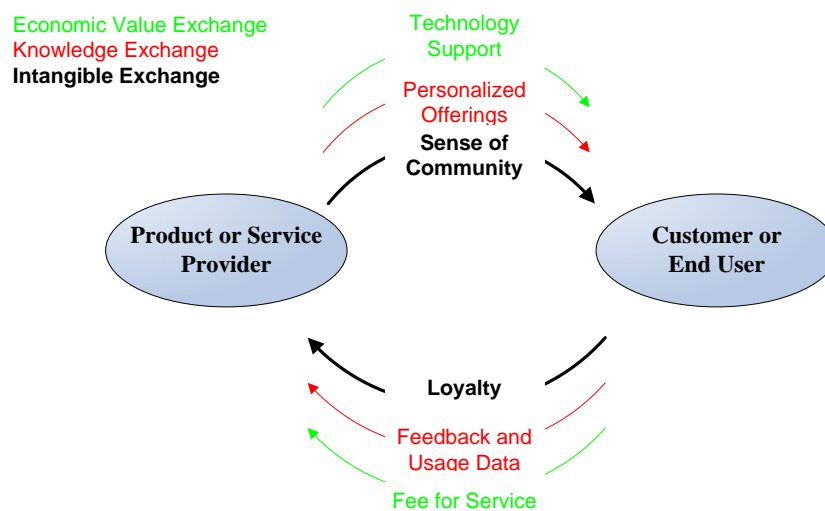 Economic Value Exchange
Knowledge Exchange
Intangible Exchange
Technology
Support
Personalized
Offerings
Sense of
Community
Product or Service
Provider
Customer or
End User
Loyalty
Feedback and
Usage Data
Fee for Service